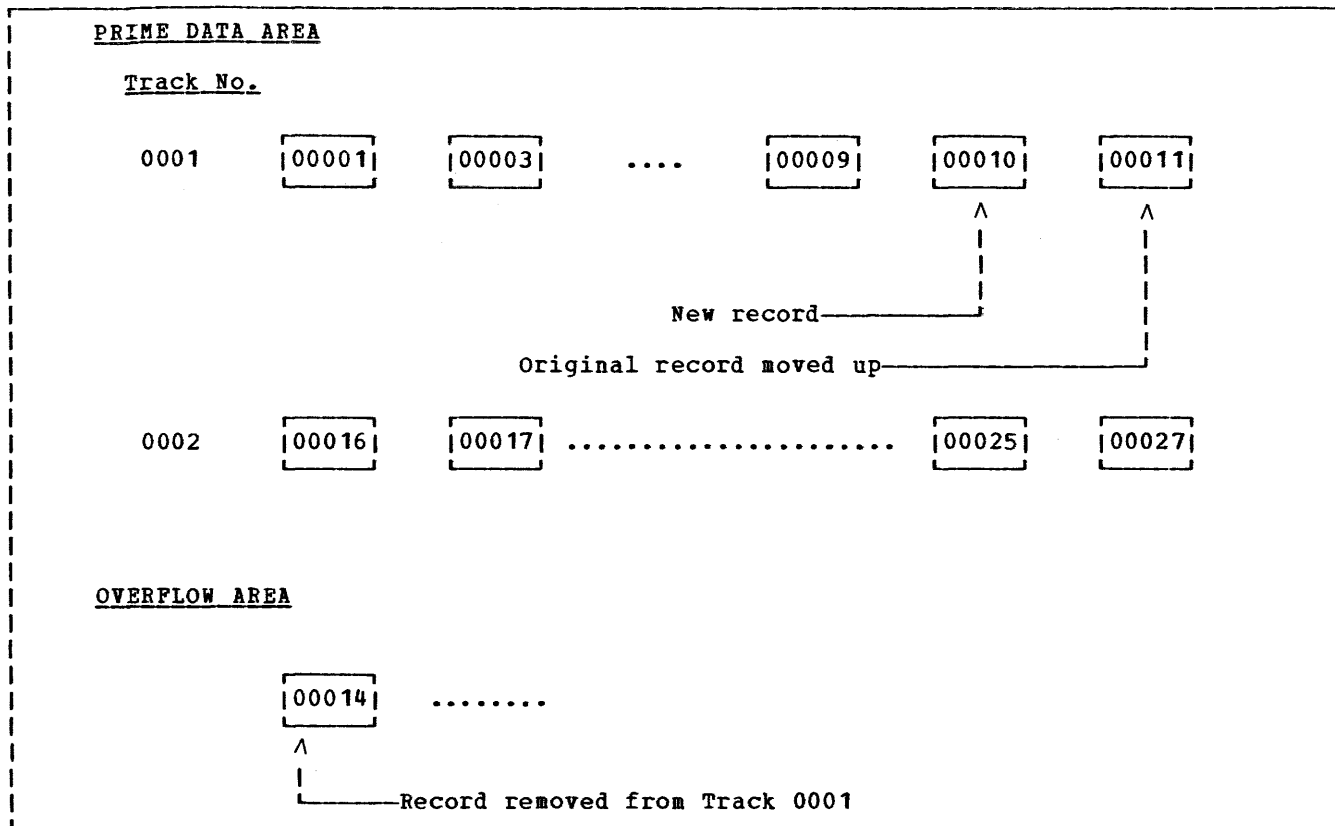 PRIME DATA AREA
Track No.
0001 00001 00003 .... 00009 00010 00011
New record
Original record moved up
0002 00016 00017 ...................... 00025 00027
OVERFLOW AREA
00014 ........
Record removed from Track 0001